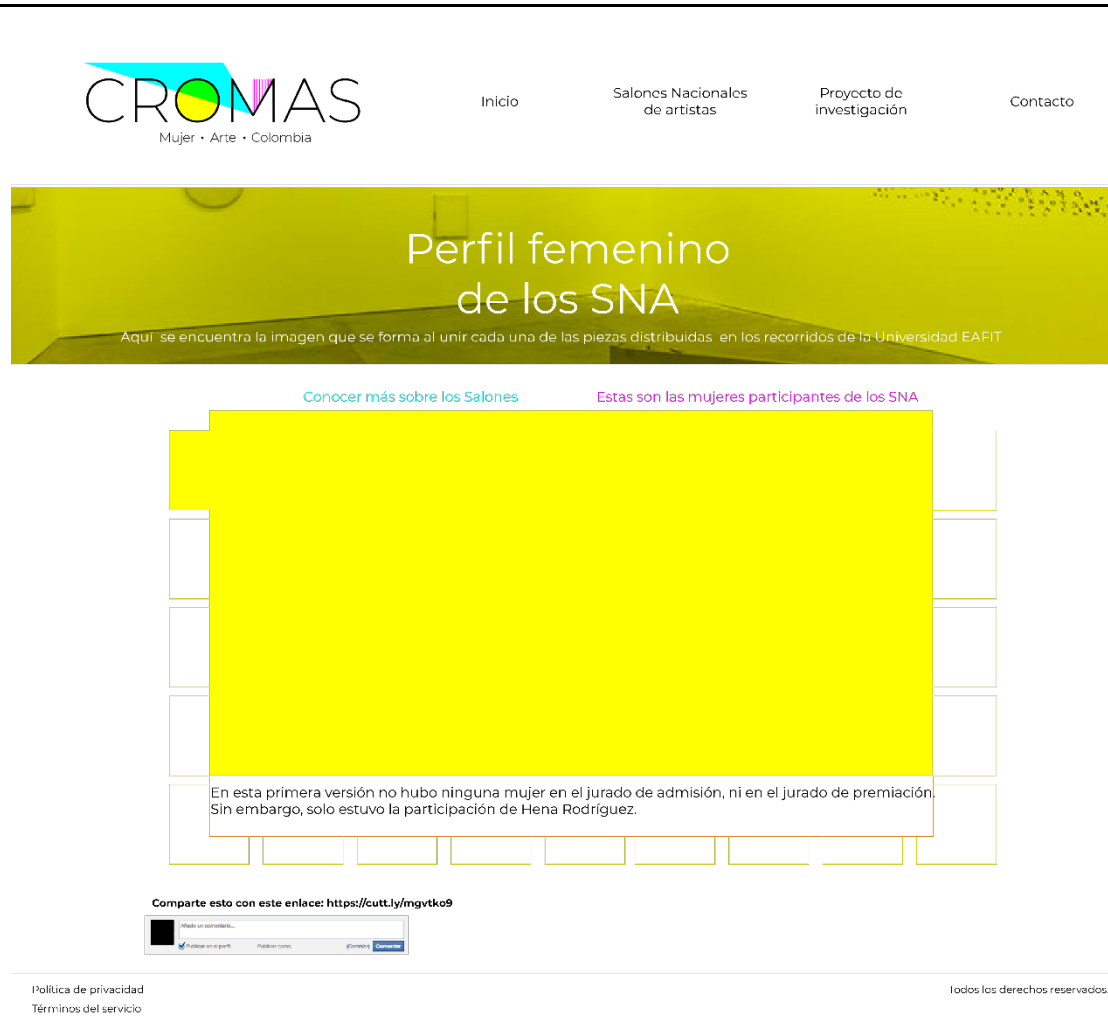 CROMAS
Mujer • Arte • Colombia
Inicio
Salones Nacionales
de artistas
Proyecto de
investigación
Contacto
Perfil femenino
de los SNA
Aquí se encuentra la imagen que se forma al unir cada una de las piezas distribuidas en los recorridos de la Universidad EAFIT
Conocer más sobre los Salones
Estas son las mujeres participantes de los SNA
En esta primera versión no hubo ninguna mujer en el jurado de admisión, ni en el jurado de premiación.
Sin embargo, solo estuvo la participación de Hena Rodríguez.
Comparte esto con este enlace: https://cutt.ly/mgvtko9
Añade un comentario...
Publicar en el perfil
Publicar como
(Cambiar)
Comentar
Política de privacidad
Todos los derechos reservados.
Términos del servicio